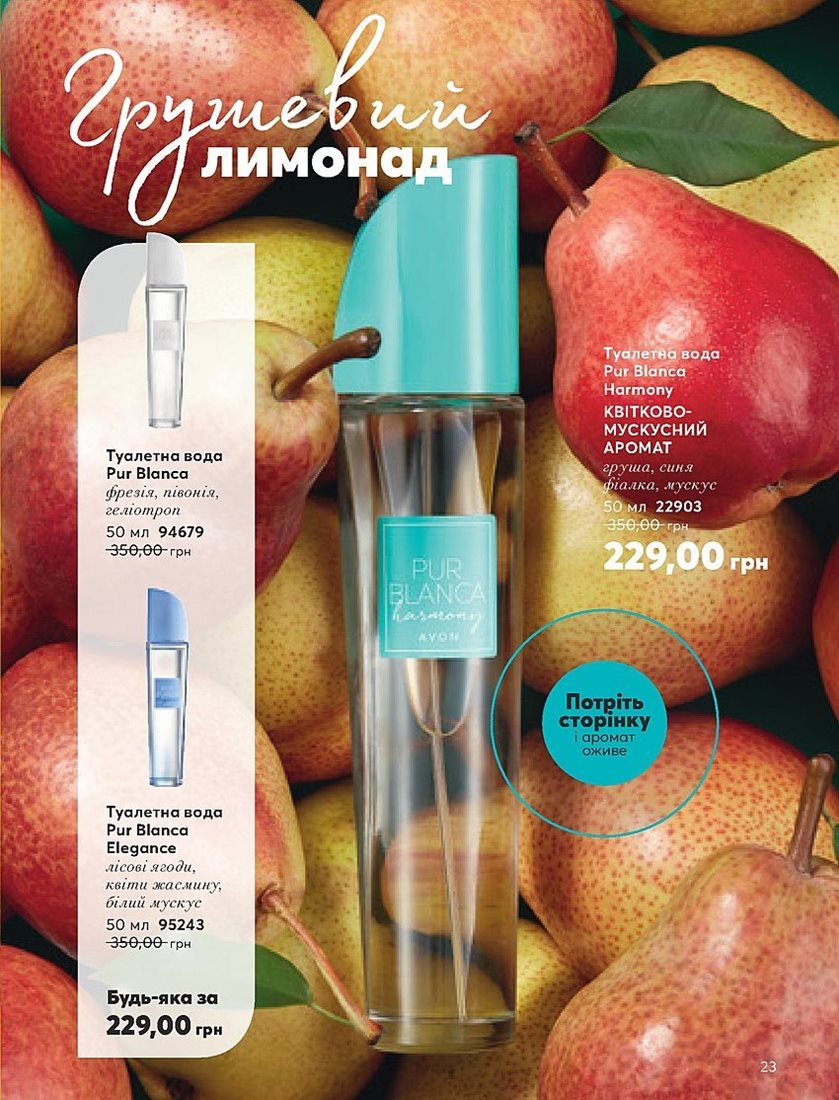 Грушевий
лимонад
Туалетна вода
Pur Blanca
фрезія, півонія,
геліотроп
50 мл 94679
350,00 грн
Туалетна вода
Pur Blanca
Elegance
лісові ягоди,
квіти жасмину,
білий мускус
50 мл 95243
350,00 грн
Будь-яка за
229,00 грн
PUR
BLANCA
harmony
AVON
Туалетна вода
Pur Blanca
Harmony
КВІТКОВО-
МУСКУСНИЙ
АРОМАТ
груша, синя
фіалка, мускус
50 мл 22903
350,00 грн
229,00 грн
Потріть
сторінку
і аромат
оживе
23